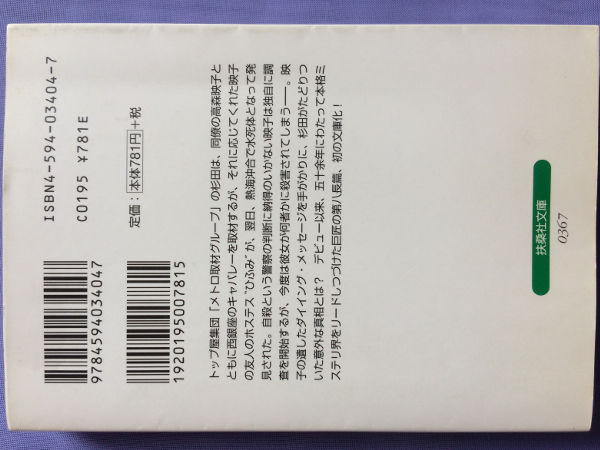 ISBN4-594-03404-7
C0195 ¥781E
定価:本体781円+税
9784594034047
1920195007815
トップ屋集団「メトロ取材グループ」の杉田は、同僚の高森映子と
ともに西銀座のキャバレーを取材するが、それに応じてくれた映子
の友人のホステス〝ひふみ〟が、翌日、熱海沖合で水死体となって発
見された。自殺という警察の判断に納得のいかない映子は独自に調
査を開始するが、今度は彼女が何者かに殺害されてしまう――。映
子の遺したダイイング・メッセージを手がかりに、杉田がたどりつ
いた意外な真相とは? デビュー以来、五十余年にわたって本格ミ
ステリ界をリードしつづけた巨匠の第八長篇、初の文庫化!
扶桑社文庫
0367